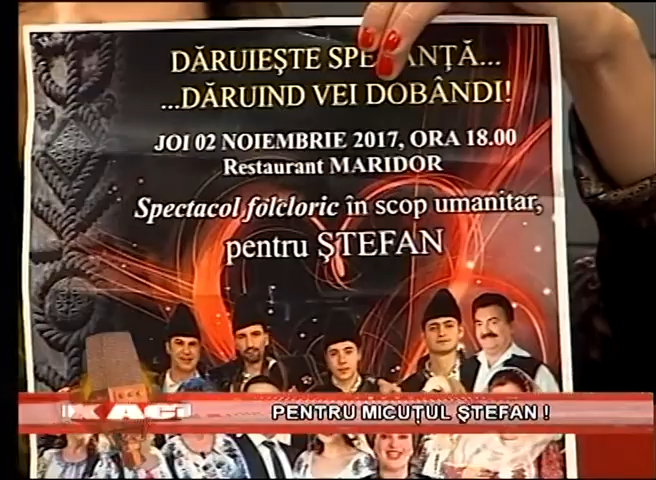 DĂRUIEŞTE SPERANŢĂ...
...DĂRUIND VEI DOBÂNDI!
JOI 02 NOIEMBRIE 2017, ORA 18.00
Restaurant MARIDOR
Spectacol folcloric în scop umanitar,
pentru ŞTEFAN
PENTRU MICUŢUL ŞTEFAN !